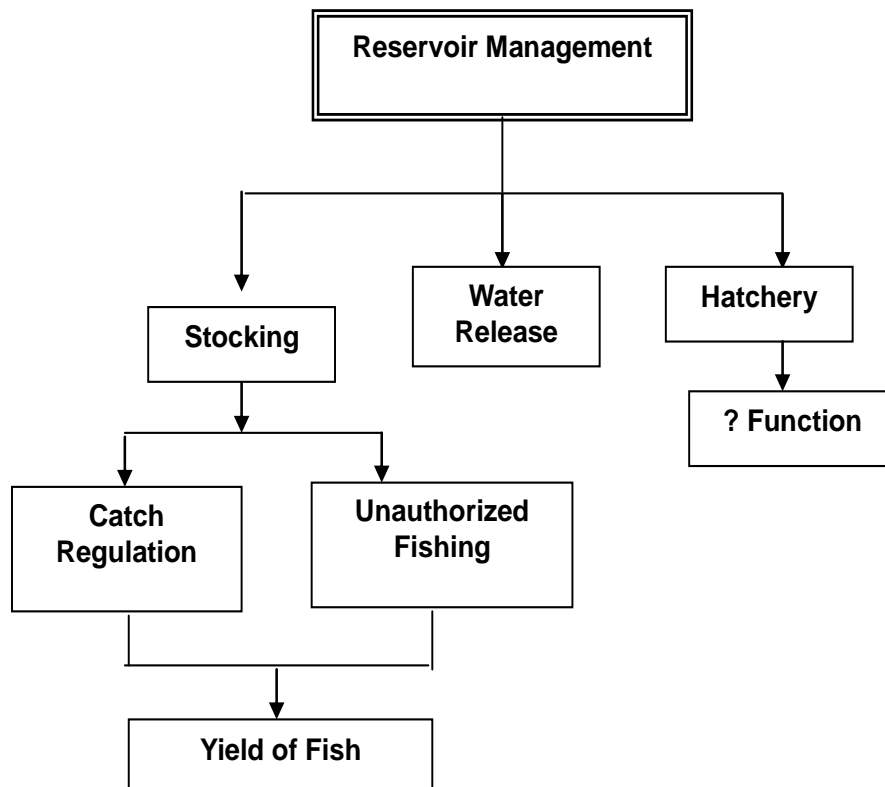 Reservoir Management
Water
Release
Hatchery
Stocking
? Function
Catch
Regulation
Unauthorized
Fishing
Yield of Fish